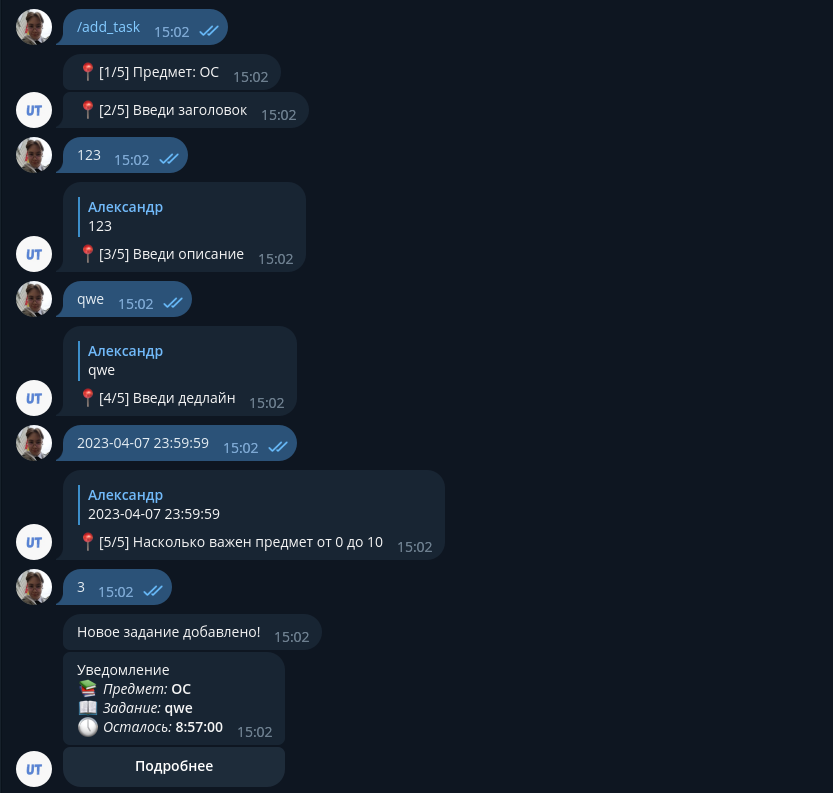 /add_task 15:02
📍 [1/5] Предмет: ОС 15:02
UT 📍 [2/5] Введи заголовок 15:02
123 15:02
Александр
123
UT 📍 [3/5] Введи описание 15:02
qwe 15:02
Александр
qwe
UT 📍 [4/5] Введи дедлайн 15:02
2023-04-07 23:59:59 15:02
Александр
2023-04-07 23:59:59
UT 📍 [5/5] Насколько важен предмет от 0 до 10 15:02
3 15:02
Новое задание добавлено! 15:02
Уведомление
📚 Предмет: ОС
📖 Задание: qwe
🕔 Осталось: 8:57:00 15:02
UT Подробнее